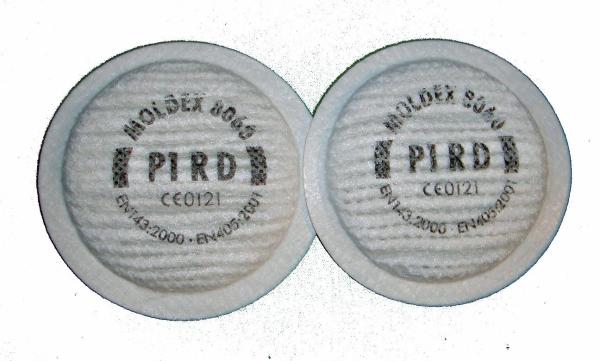 MOLDEX 8060
P1 R D
CE0121
EN143:2000 · EN405:2001
MOLDEX 8060
P1 R D
CE0121
EN143:2000 · EN405:2001